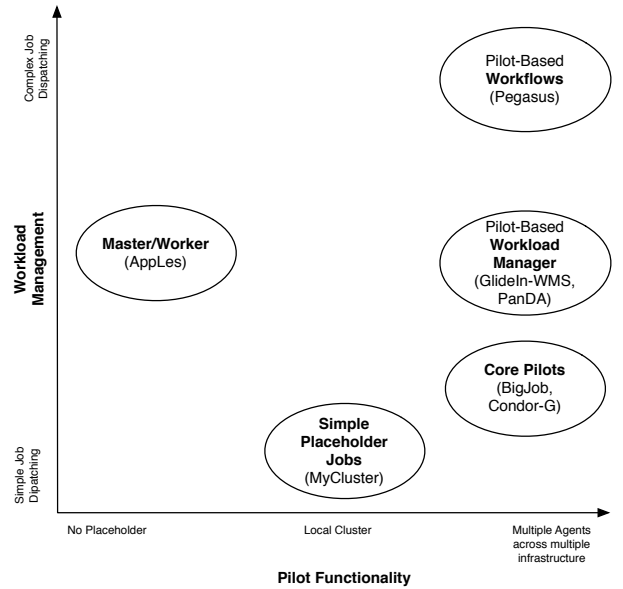 Complex Job
Dispatching
Pilot-Based
Workflows
(Pegasus)
Workload
Management
Master/Worker
(AppLes)
Pilot-Based
Workload
Manager
(GlideIn-WMS,
PanDA)
Core Pilots
(BigJob,
Condor-G)
Simple
Placeholder
Jobs
(MyCluster)
Simple Job
Dipatching
No Placeholder
Local Cluster
Multiple Agents
across multiple
infrastructure
Pilot Functionality